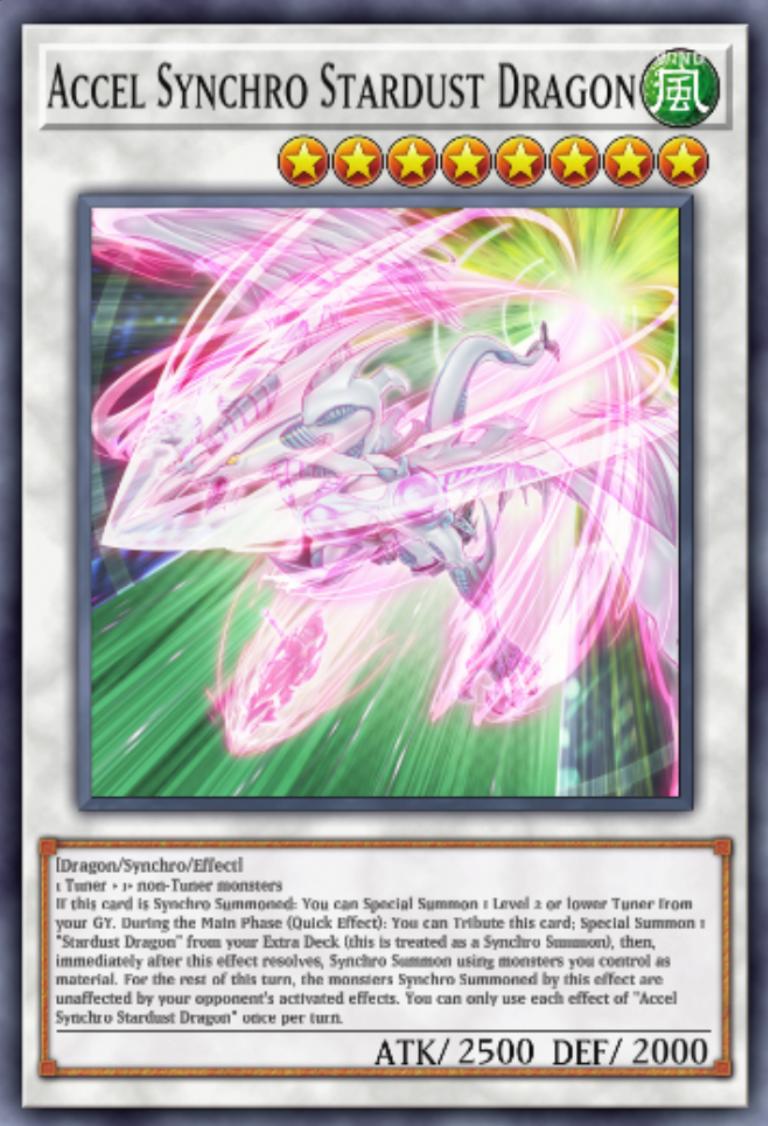 Accel Synchro Stardust Dragon
WIND
風
[Dragon/Synchro/Effect]
1 Tuner + 1+ non-Tuner monsters
If this card is Synchro Summoned: You can Special Summon 1 Level 2 or lower Tuner from
your GY. During the Main Phase (Quick Effect): You can Tribute this card; Special Summon 1
"Stardust Dragon" from your Extra Deck (this is treated as a Synchro Summon), then,
immediately after this effect resolves, Synchro Summon using monsters you control as
material. For the rest of this turn, the monsters Synchro Summoned by this effect are
unaffected by your opponent's activated effects. You can only use each effect of "Accel
Synchro Stardust Dragon" once per turn.
ATK/ 2500 DEF/ 2000